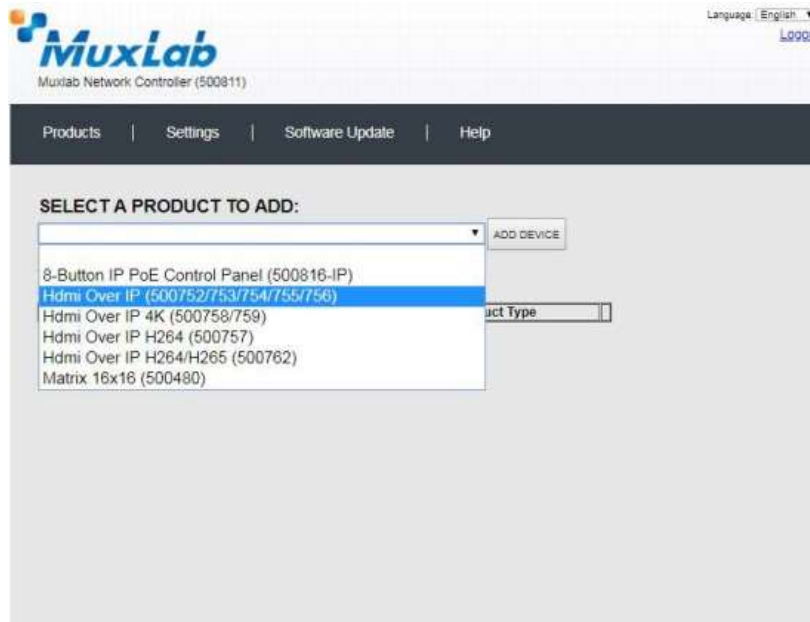 Language: English
Logo
MuxLab
Muxlab Network Controller (500811)
Products | Settings | Software Update | Help
SELECT A PRODUCT TO ADD:
ADD DEVICE
8-Button IP PoE Control Panel (500816-IP)
Hdmi Over IP (500752/753/754/755/756)
uct Type
Hdmi Over IP 4K (500758/759)
Hdmi Over IP H264 (500757)
Hdmi Over IP H264/H265 (500762)
Matrix 16x16 (500480)